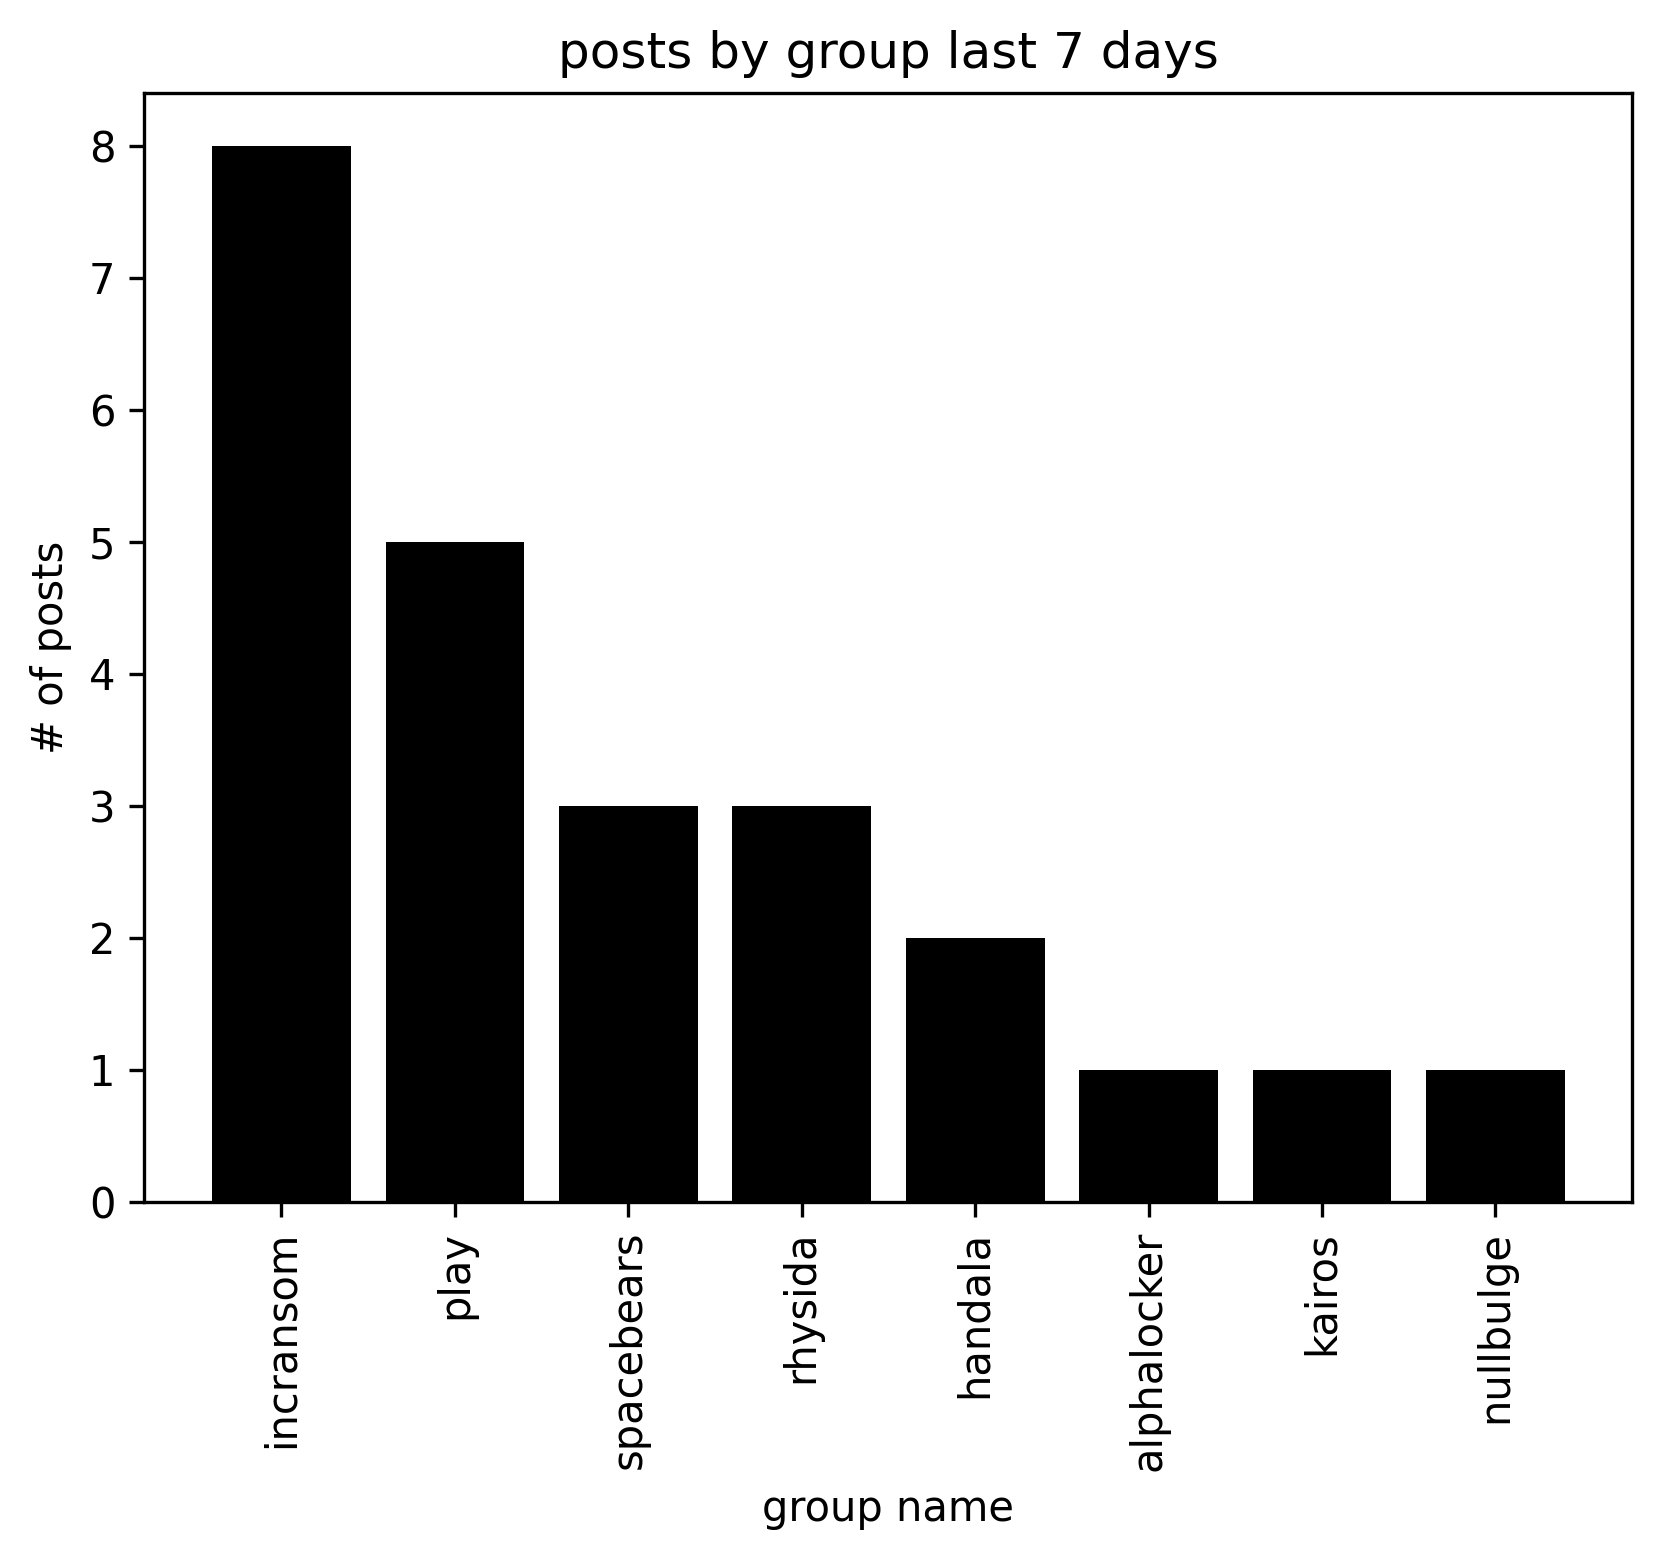 posts by group last 7 days
# of posts
8
7
6
5
4
3
2
1
0
incransom
play
spacebears
rhysida
handala
alphalocker
kairos
nullbulge
group name